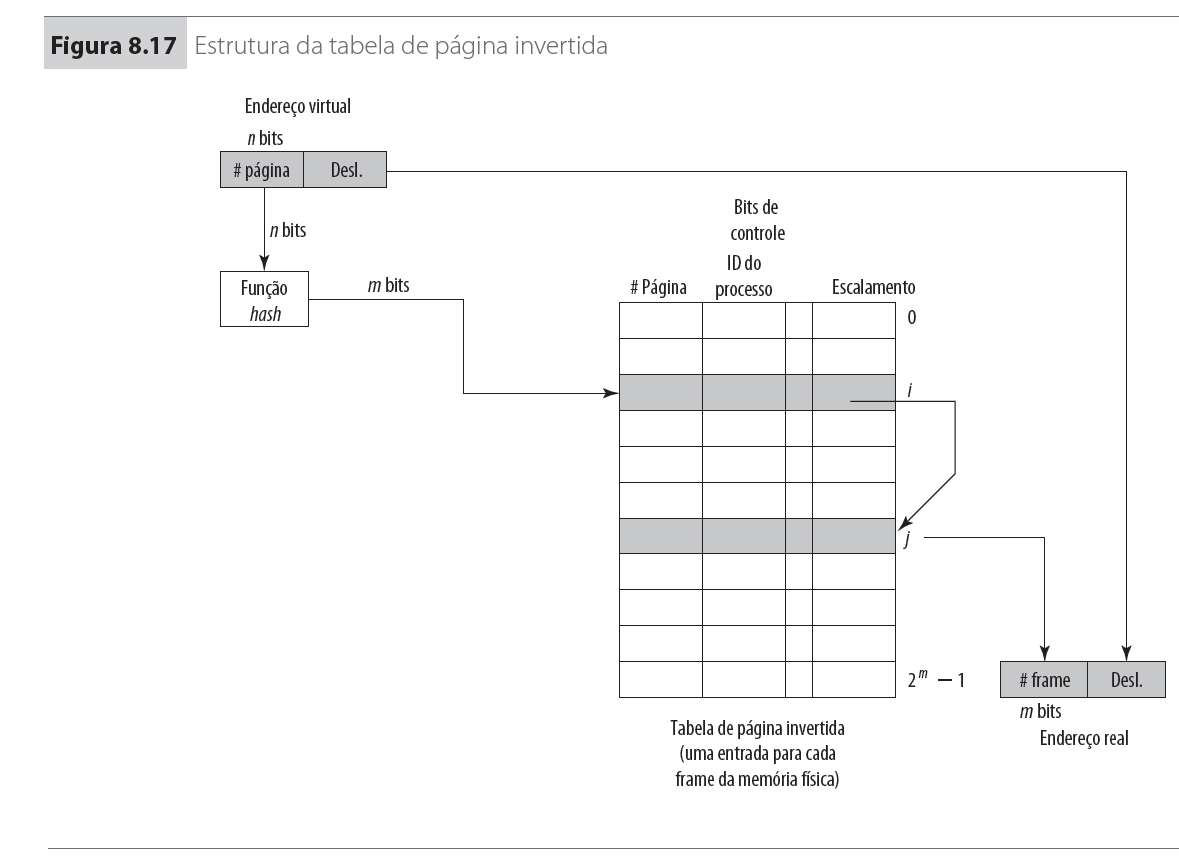 Figura 8.17 Estrutura da tabela de página invertida
Endereço virtual
n bits
# página Desl.
n bits
Função
hash
m bits
Bits de
controle
ID do
processo
# Página
Escalamento
0
i
j
2^m − 1
# frame Desl.
m bits
Endereço real
Tabela de página invertida
(uma entrada para cada
frame da memória física)